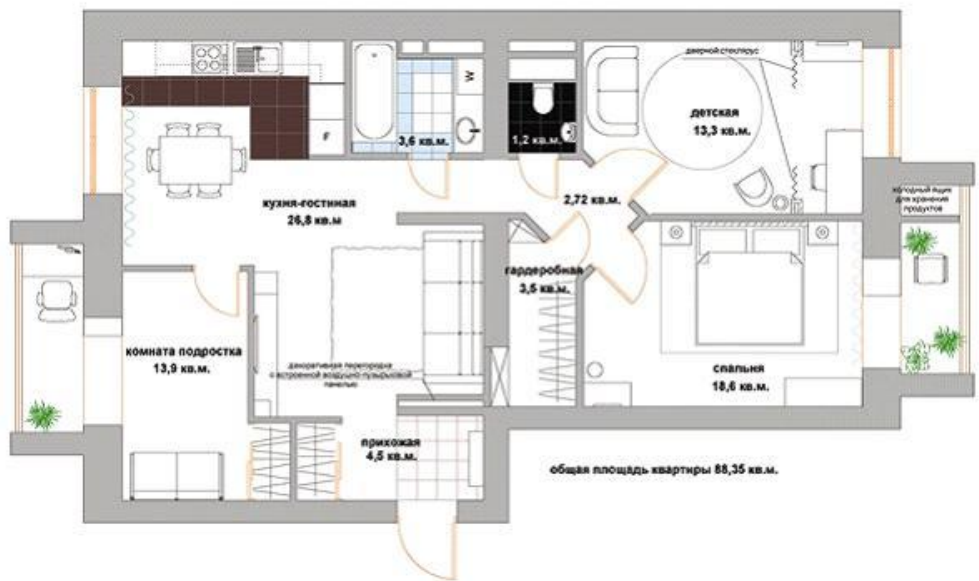 дверной стеклярус
W
детская
13,3 кв.м.
3,6 кв.м.
1,2 кв.м.
F
кухня-гостиная
26,8 кв.м
2,72 кв.м.
холодный ящик
для хранения
продуктов
гардеробная
3,5 кв.м.
комната подростка
13,9 кв.м.
декоративная перегородка
с встроенной воздушно-пузырьковой
панелью
спальня
18,6 кв.м.
прихожая
4,5 кв.м.
общая площадь квартиры 88,35 кв.м.